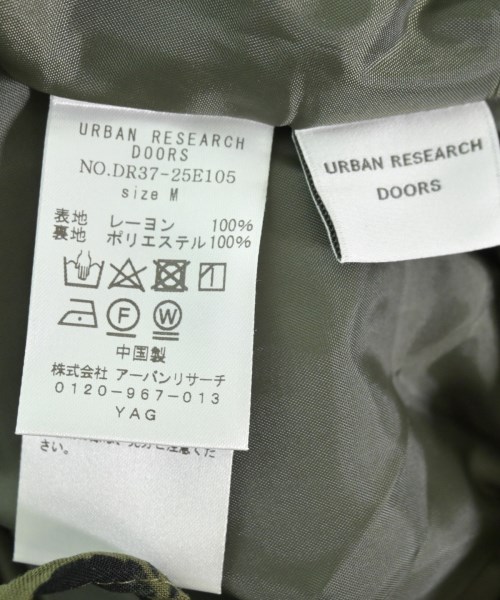 URBAN RESEARCH
DOORS
NO.DR37-25E105
size M
表地 レーヨン 100%
裏地 ポリエステル100%
F W
中国製
株式会社 アーバンリサーチ
0120-967-013
YAG
さい。
URBAN RESEARCH
DOORS